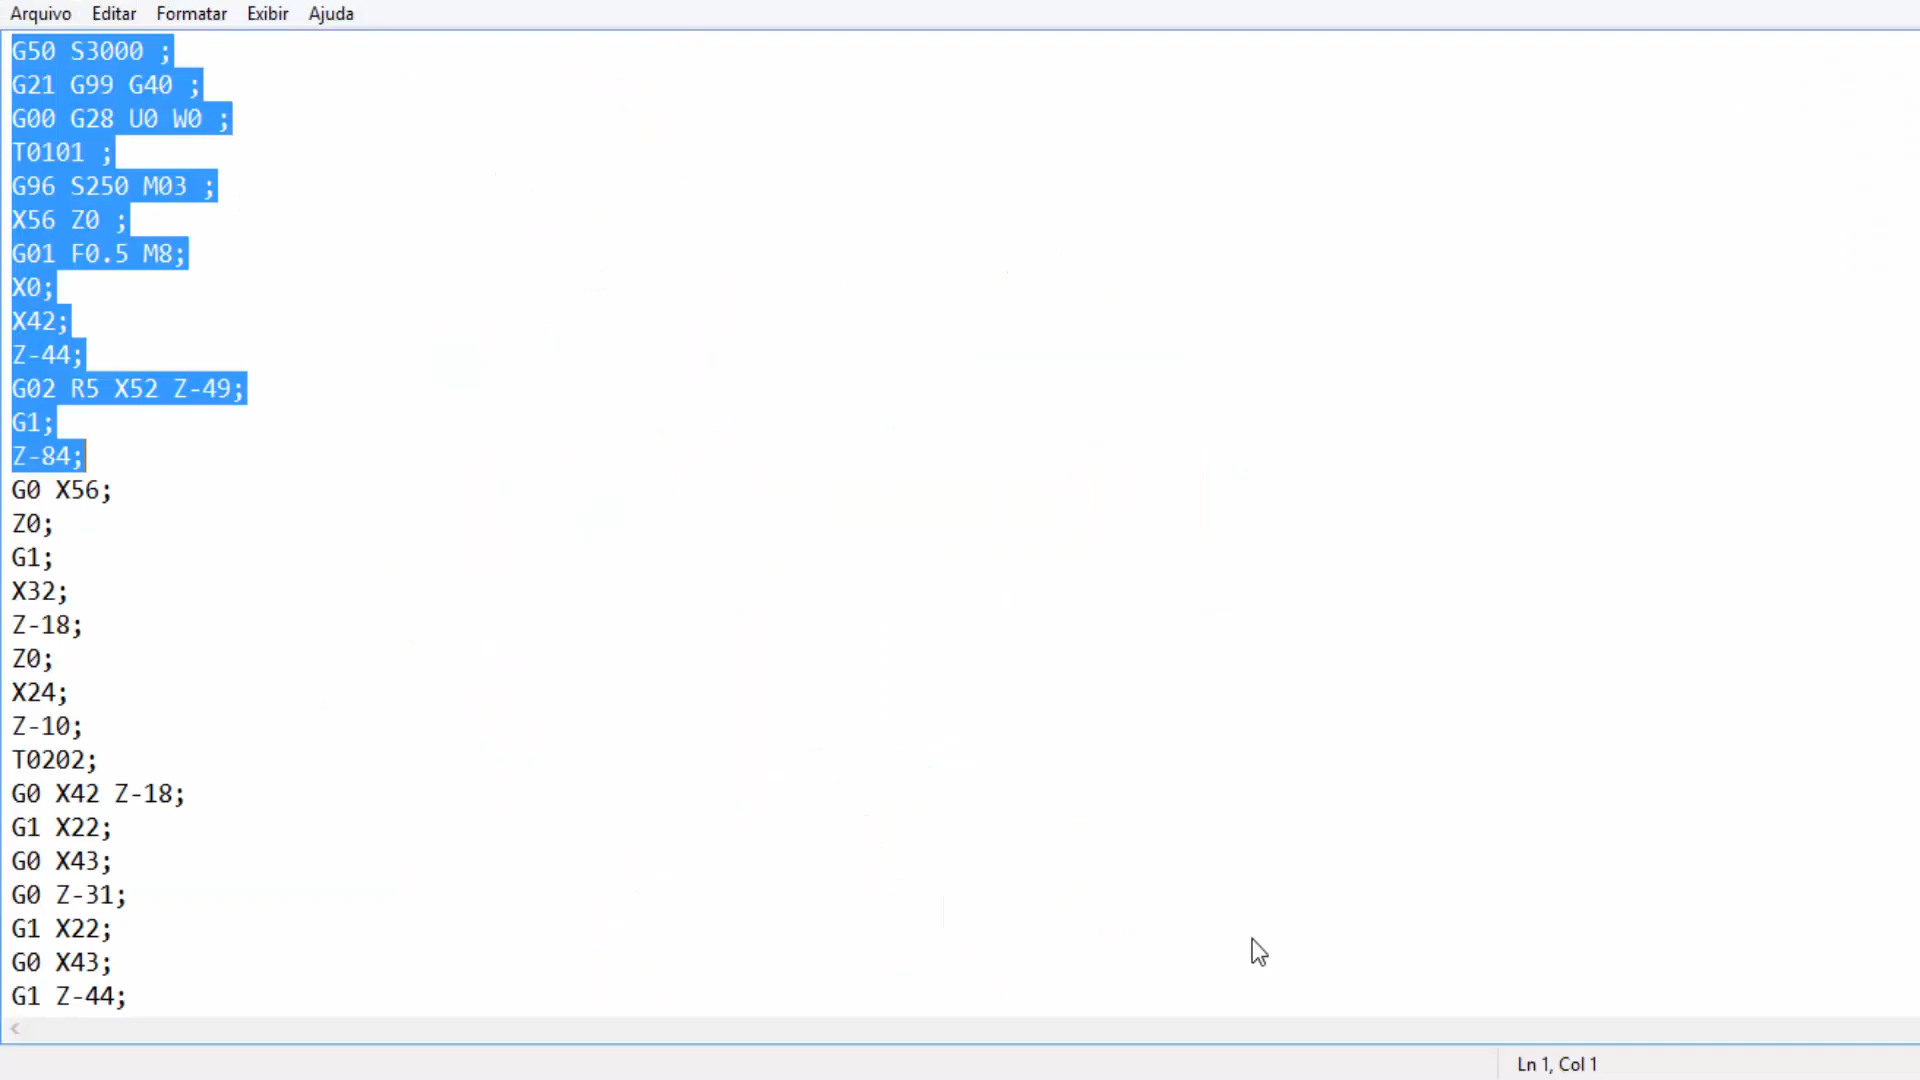 Arquivo Editar Formatar Exibir Ajuda
G50 S3000 ;
G21 G99 G40 ;
G00 G28 U0 W0 ;
T0101 ;
G96 S250 M03 ;
X56 Z0 ;
G01 F0.5 M8;
X0;
X42;
Z-44;
G02 R5 X52 Z-49;
G1;
Z-84;
G0 X56;
Z0;
G1;
X32;
Z-18;
Z0;
X24;
Z-10;
T0202;
G0 X42 Z-18;
G1 X22;
G0 X43;
G0 Z-31;
G1 X22;
G0 X43;
G1 Z-44;
Ln 1, Col 1